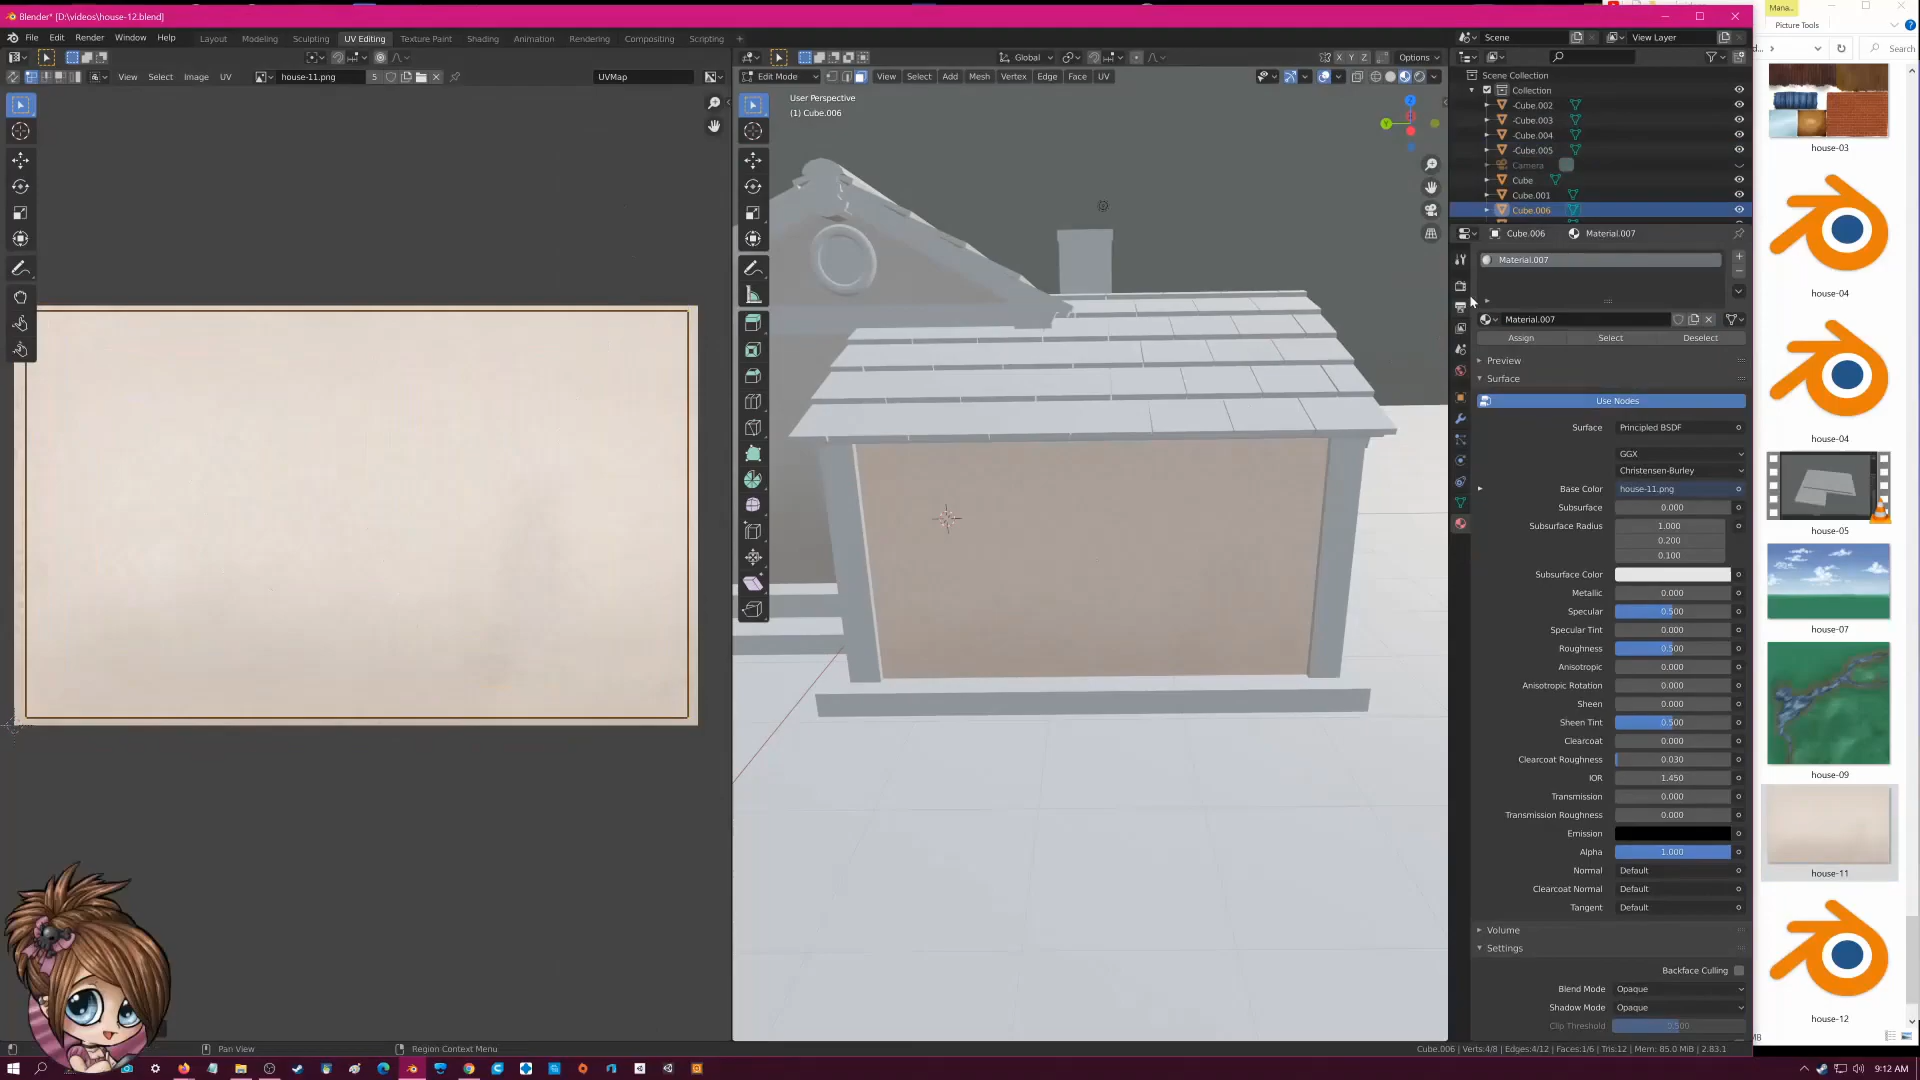 Blender* [D:\videos\house-12.blend]
File Edit Render Window Help Layout Modeling Sculpting UV Editing Texture Paint Shading Animation Rendering Compositing Scripting
View Select Image UV house-11.png 5 UVMap
Global Options
Edit Mode View Select Add Mesh Vertex Edge Face UV
User Perspective
(1) Cube.006
Scene View Layer
Scene Collection
Collection
-Cube.002
-Cube.003
-Cube.004
-Cube.005
Camera
Cube
Cube.001
Cube.006
Cube.006 Material.007
Material.007
Material.007
Assign Select Deselect
Preview
Surface
Use Nodes
Surface Principled BSDF
GGX
Christensen-Burley
Base Color house-11.png
Subsurface 0.000
Subsurface Radius 1.000
0.200
0.100
Subsurface Color
Metallic 0.000
Specular 0.500
Specular Tint 0.000
Roughness 0.500
Anisotropic 0.000
Anisotropic Rotation 0.000
Sheen 0.000
Sheen Tint 0.500
Clearcoat 0.000
Clearcoat Roughness 0.030
IOR 1.450
Transmission 0.000
Transmission Roughness 0.000
Emission
Alpha 1.000
Normal Default
Clearcoat Normal Default
Tangent Default
Volume
Settings
Backface Culling
Blend Mode Opaque
Shadow Mode Opaque
Clip Threshold 0.500
Mana...
Picture Tools
Search
house-03
house-04
house-04
house-05
house-07
house-09
house-11
house-12
MB
Pan View Region Context Menu
Cube.006 | Verts:4/8 | Edges:4/12 | Faces:1/6 | Tris:12 | Mem: 85.0 MiB | 2.83.1
9:12 AM